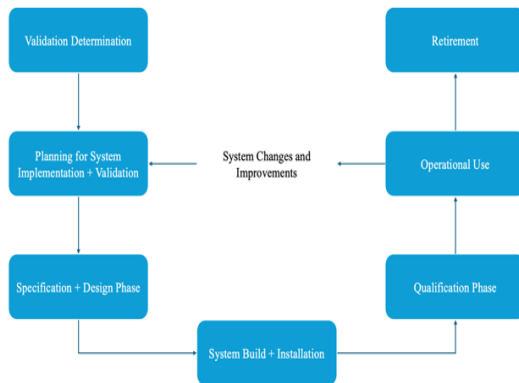 Validation Determination
Retirement
Planning for System
Implementation + Validation
System Changes and
Improvements
Operational Use
Specification + Design Phase
Qualification Phase
System Build + Installation